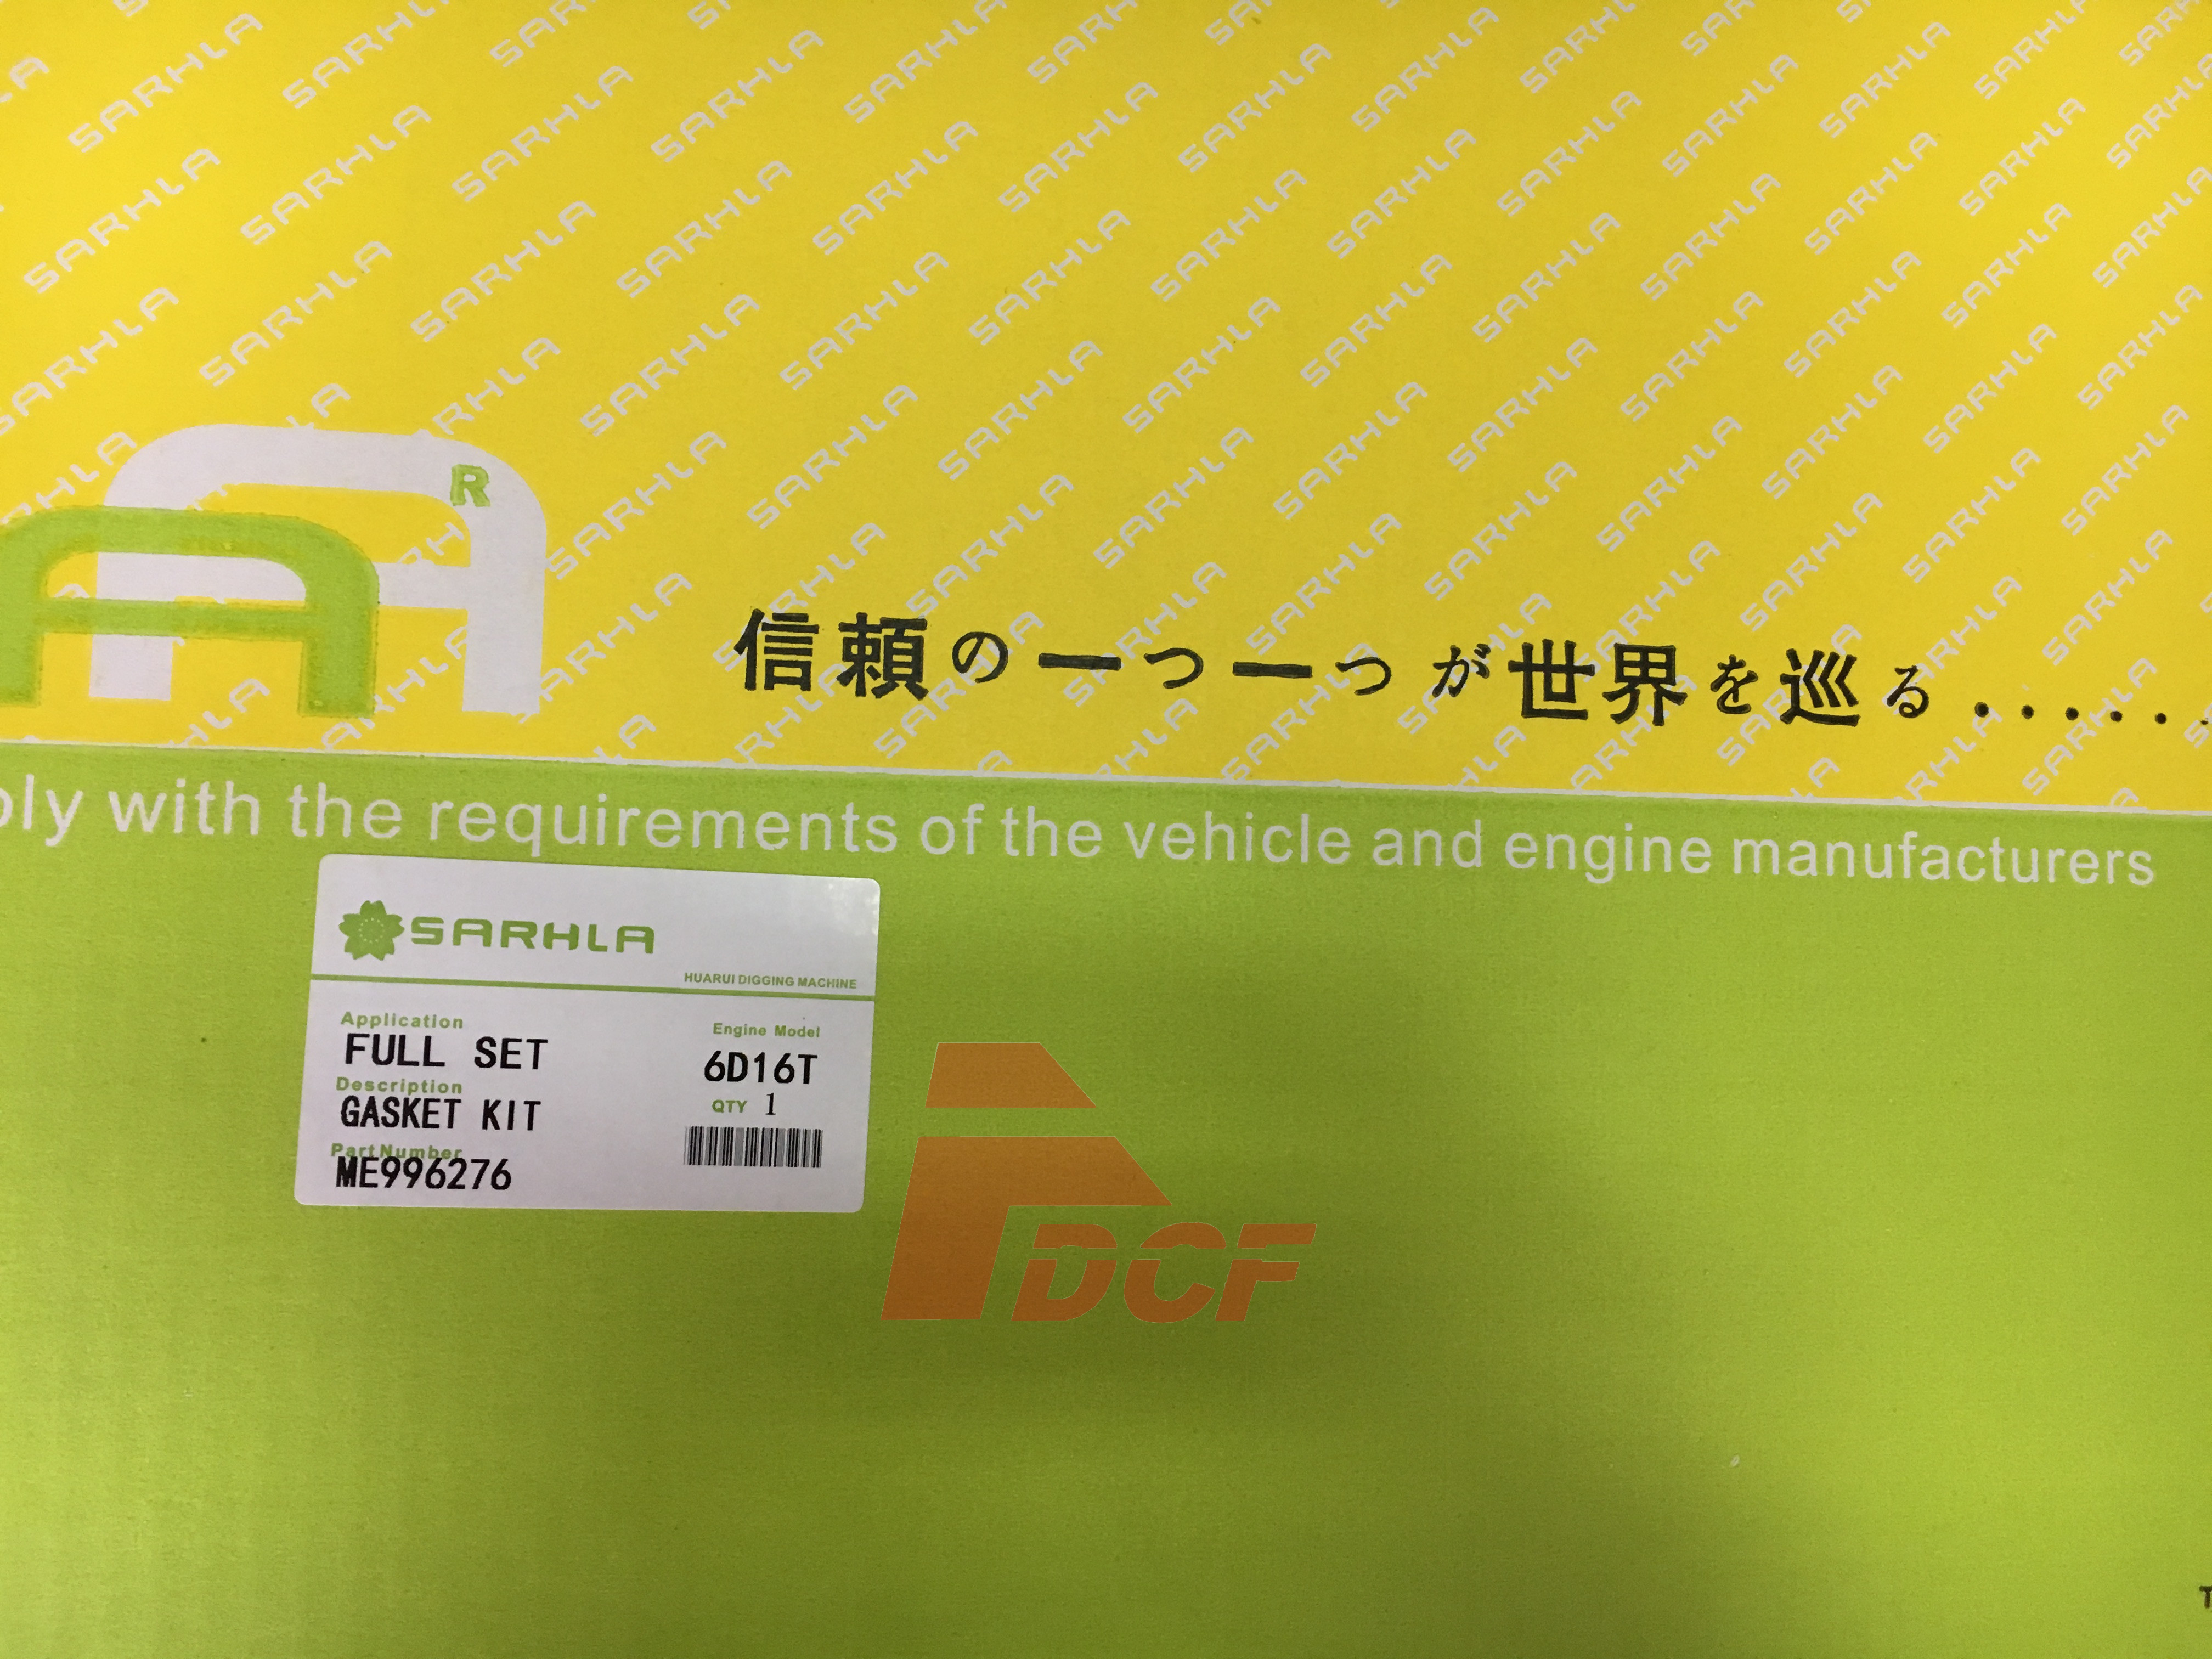 R
信頼の一つ一つが世界を巡る......
ply with the requirements of the vehicle and engine manufacturers
SARHLA
HUARUI DIGGING MACHINE
Application
FULL SET
Engine Model
6D16T
Description
GASKET KIT
QTY 1
PartNumber
ME996276
DCF